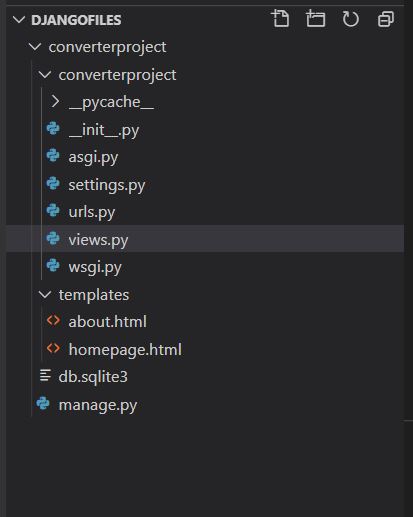 DJANGOFILES
converterproject
converterproject
__pycache__
__init__.py
asgi.py
settings.py
urls.py
views.py
wsgi.py
templates
about.html
homepage.html
db.sqlite3
manage.py